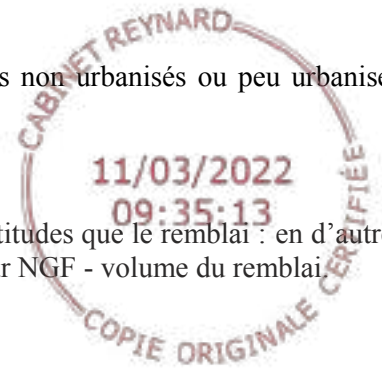 CABINET REYNARD
s non urbanisés ou peu urbanisé
11/03/2022
09:35:13
titudes que le remblai : en d'autre
r NGF - volume du remblai.
COPIE ORIGINALE CERTIFIÉE